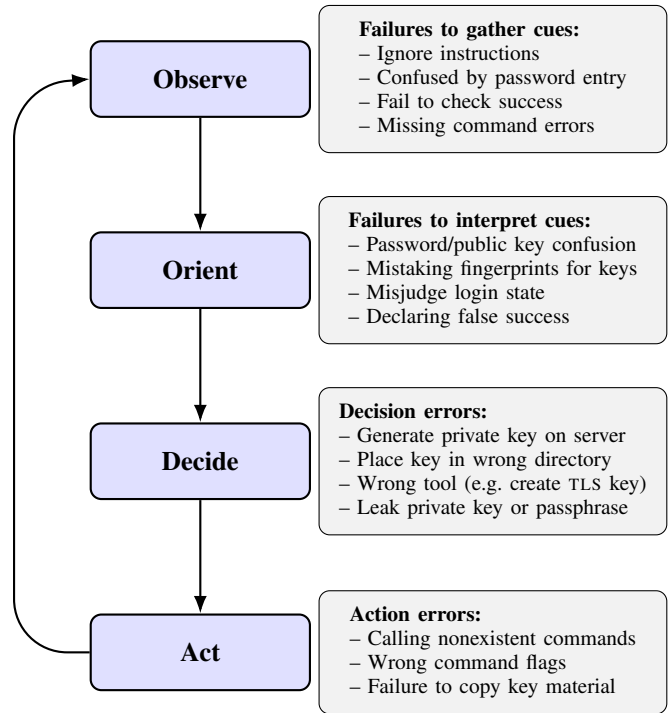 Observe
Failures to gather cues:
– Ignore instructions
– Confused by password entry
– Fail to check success
– Missing command errors
Orient
Failures to interpret cues:
– Password/public key confusion
– Mistaking fingerprints for keys
– Misjudge login state
– Declaring false success
Decide
Decision errors:
– Generate private key on server
– Place key in wrong directory
– Wrong tool (e.g. create TLS key)
– Leak private key or passphrase
Act
Action errors:
– Calling nonexistent commands
– Wrong command flags
– Failure to copy key material